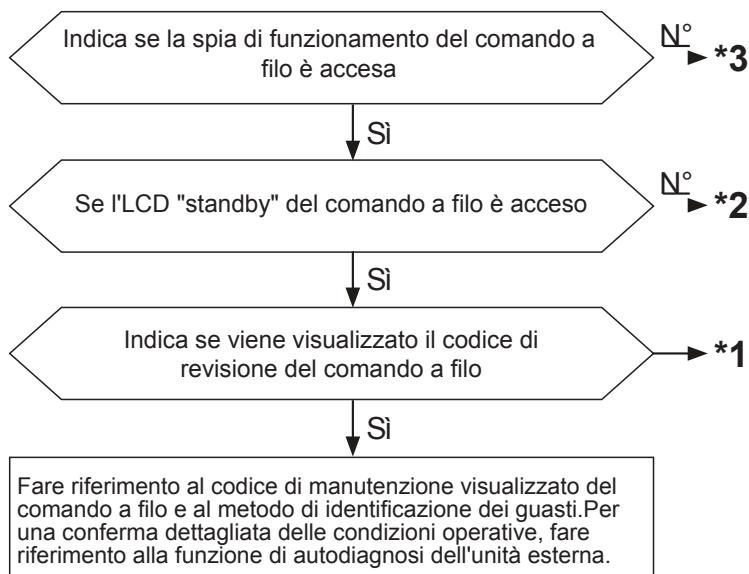 Indica se la spia di funzionamento del comando a
filo è accesa
N°
*3
Sì
Se l'LCD "standby" del comando a filo è acceso
N°
*2
Sì
Indica se viene visualizzato il codice di
revisione del comando a filo
*1
Sì
Fare riferimento al codice di manutenzione visualizzato del
comando a filo e al metodo di identificazione dei guasti.Per
una conferma dettagliata delle condizioni operative, fare
riferimento alla funzione di autodiagnosi dell'unità esterna.